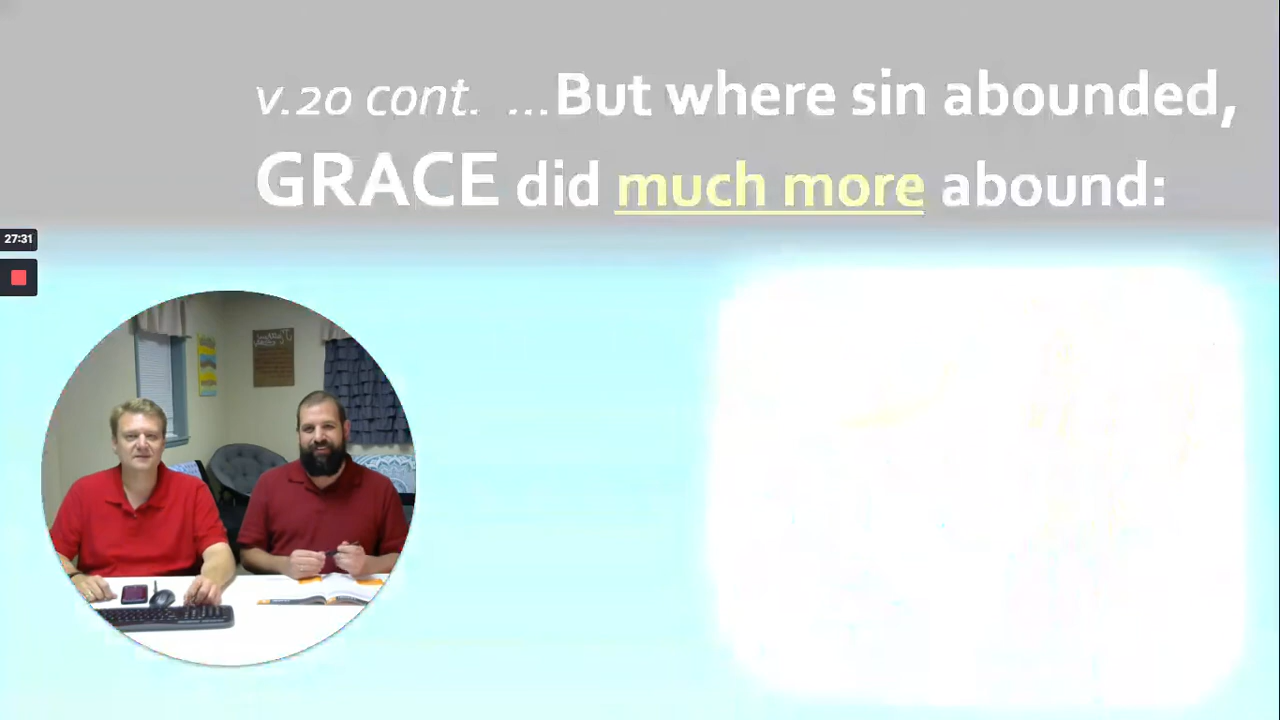 v.20 cont. ...But where sin abounded,
GRACE did much more abound:
27:31